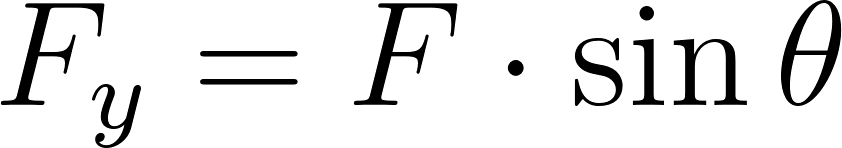 F_y = F · sin θ